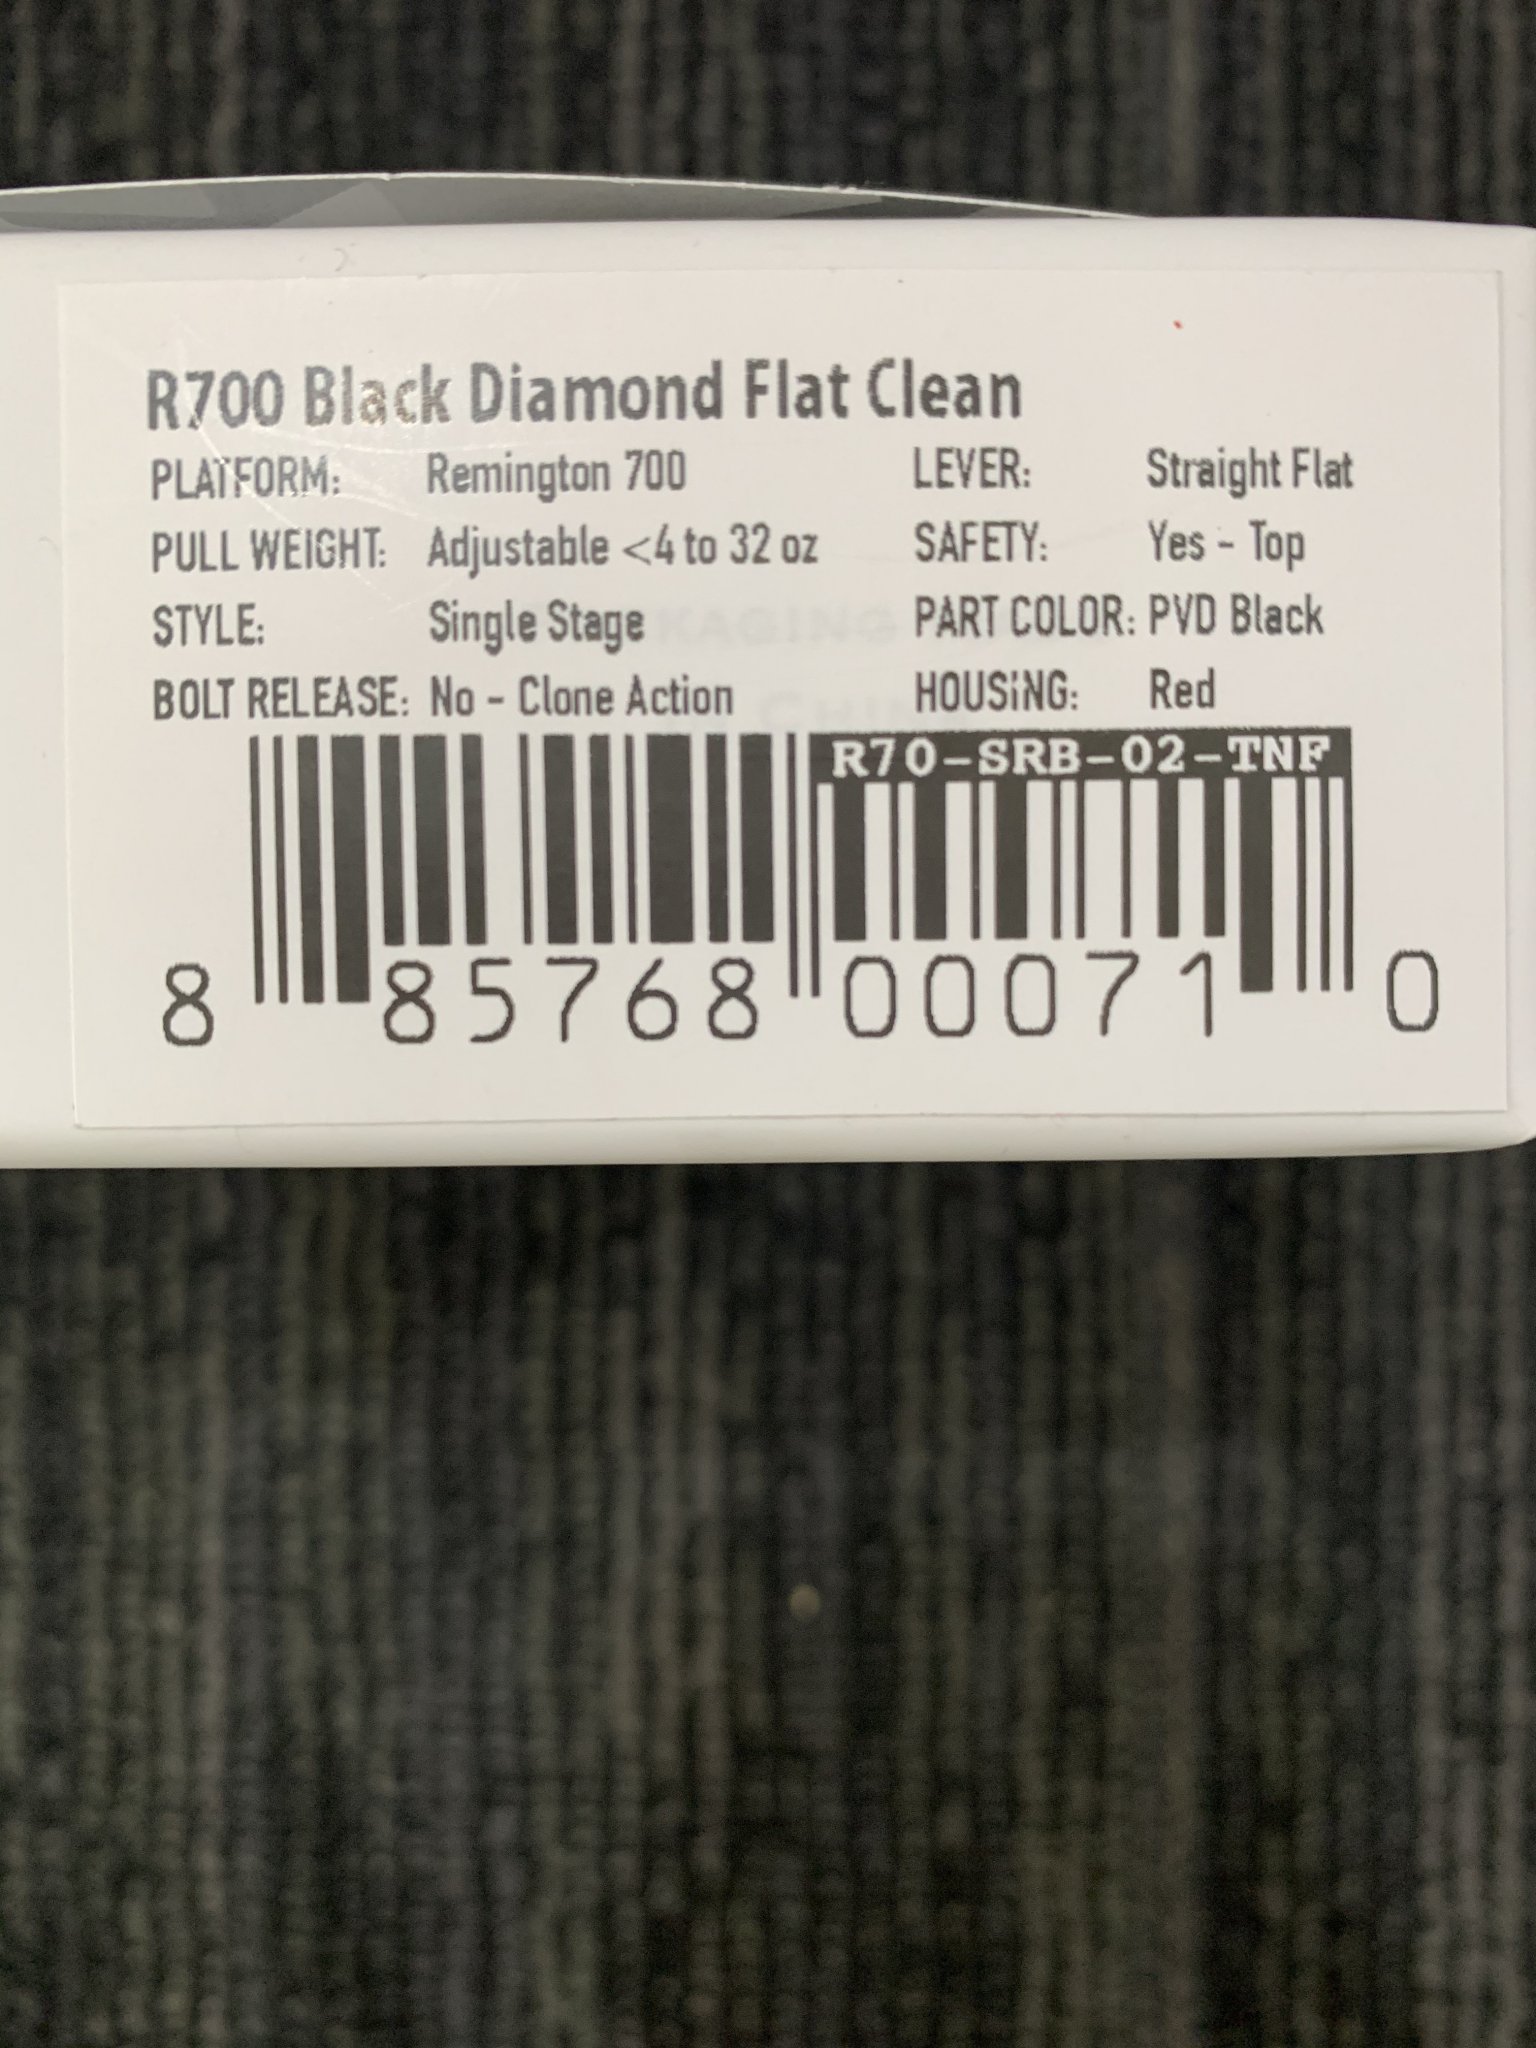 R700 Black Diamond Flat Clean
PLATFORM: Remington 700 LEVER: Straight Flat
PULL WEIGHT: Adjustable <4 to 32 oz SAFETY: Yes - Top
STYLE: Single Stage PART COLOR: PVD Black
BOLT RELEASE: No - Clone Action HOUSING: Red
R70-SRB-02-TNF
8 85768 00071 0